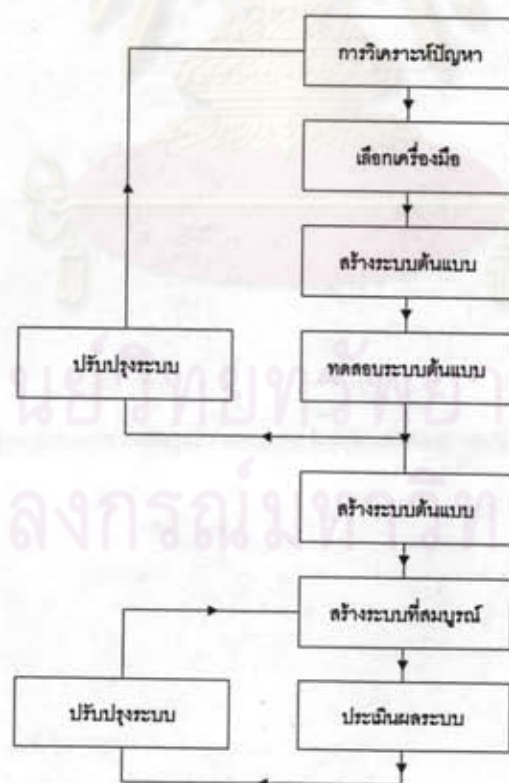 การวิเคราะห์ปัญหา
เลือกเครื่องมือ
สร้างระบบต้นแบบ
ปรับปรุงระบบ
ทดสอบระบบต้นแบบ
สร้างระบบต้นแบบ
สร้างระบบที่สมบูรณ์
ปรับปรุงระบบ
ประเมินผลระบบ